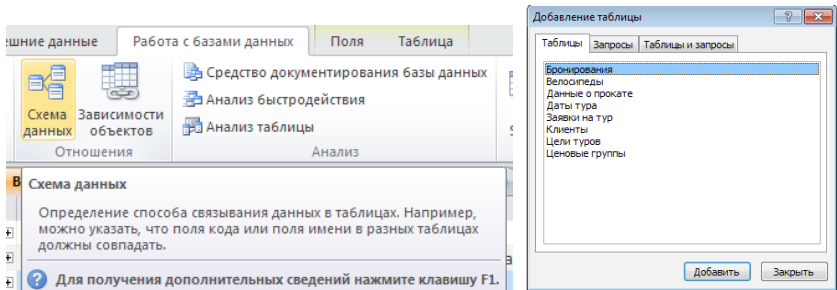 шние данные Работа с базами данных Поля Таблица
Схема данных
Зависимости объектов
Отношения
Средство документирования базы данных
Анализ быстродействия
Анализ таблицы
Анализ
Схема данных
Определение способа связывания данных в таблицах. Например,
можно указать, что поля кода или поля имени в разных таблицах
должны совпадать.
Для получения дополнительных сведений нажмите клавишу F1.
Добавление таблицы
Таблицы Запросы Таблицы и запросы
Бронирования
Велосипеды
Данные о прокате
Даты тура
Заявки на тур
Клиенты
Цели туров
Ценовые группы
Добавить Закрыть